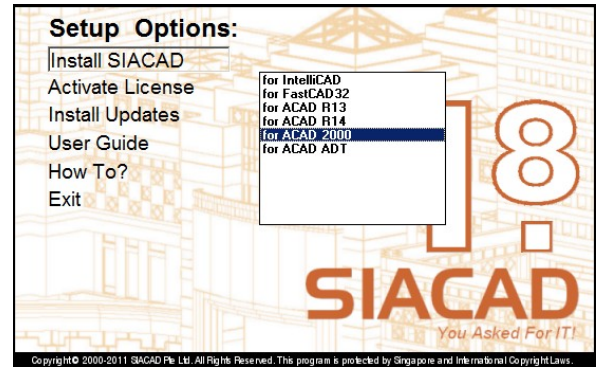 Setup Options:
Install SIACAD
Activate License
Install Updates
User Guide
How To?
Exit
for IntelliCAD
for FastCAD32
for ACAD R13
for ACAD R14
for ACAD 2000
for ACAD ADT
18.
SIACAD
You Asked For IT!
Copyright© 2000-2011 SIACAD Pte Ltd. All Rights Reserved. This program is protected by Singapore and International Copyright Laws.